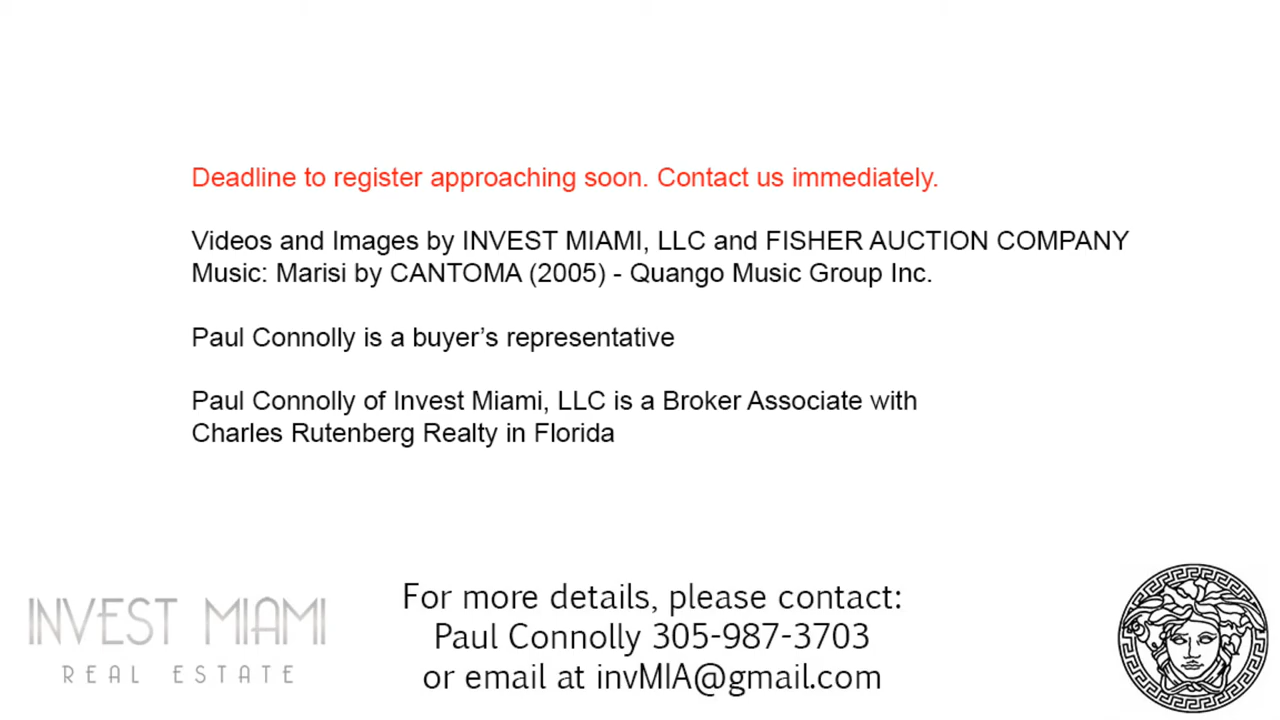 Deadline to register approaching soon. Contact us immediately.
Videos and Images by INVEST MIAMI, LLC and FISHER AUCTION COMPANY
Music: Marisi by CANTOMA (2005) - Quango Music Group Inc.
Paul Connolly is a buyer’s representative
Paul Connolly of Invest Miami, LLC is a Broker Associate with
Charles Rutenberg Realty in Florida
INVEST MIAMI
REAL ESTATE
For more details, please contact:
Paul Connolly 305-987-3703
or email at invMIA@gmail.com